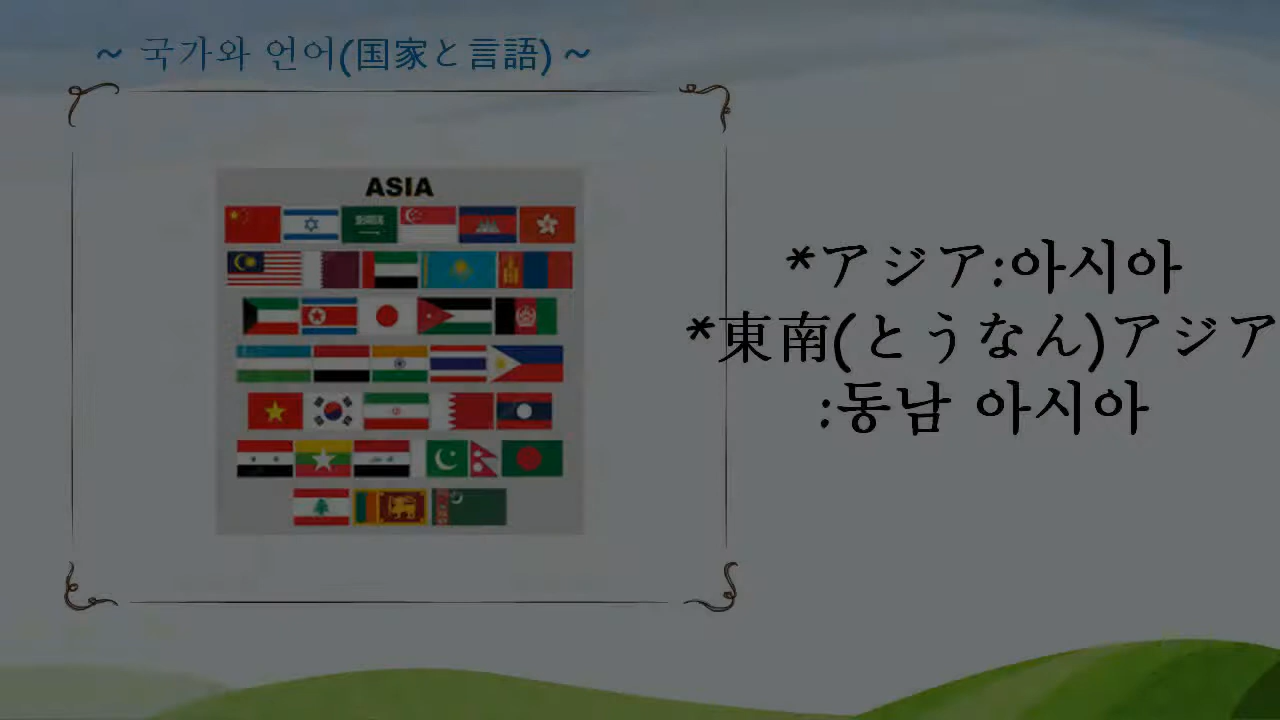 ~ 국가와 언어(国家と言語) ~
ASIA
*アジア:아시아
*東南(とうなん)アジア
:동남 아시아